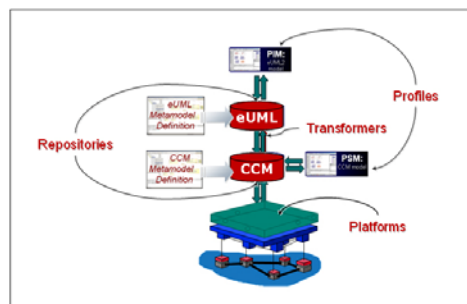 PIM:
eUML2
model
eUML
Metamodel
Definition
eUML
Profiles
Transformers
Repositories
CCM
Metamodel
Definition
CCM
PSM:
CCM model
Platforms